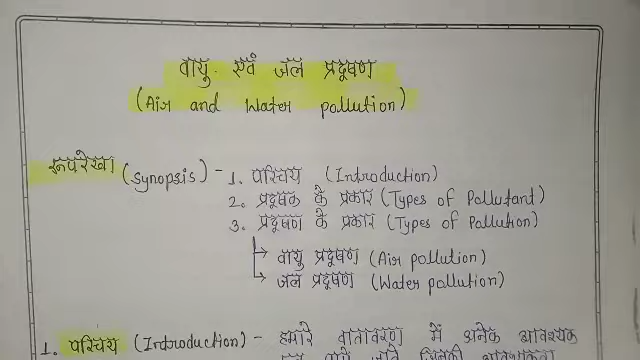 वायु एवं जल प्रदूषण
(Air and Water pollution)
रूपरेखा (Synopsis) - 1. परिचय (Introduction)
2. प्रदूषक के प्रकार (Types of Pollutant)
3. प्रदूषण के प्रकार (Types of Pollution)
→ वायु प्रदूषण (Air pollution)
→ जल प्रदूषण (Water pollution)
1. परिचय (Introduction) - हमारे वातावरण में अनेक आवश्यक